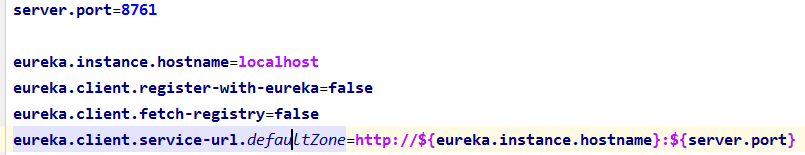 server.port=8761
eureka.instance.hostname=localhost
eureka.client.register-with-eureka=false
eureka.client.fetch-registry=false
eureka.client.service-url.defaultZone=http://${eureka.instance.hostname}:${server.port}